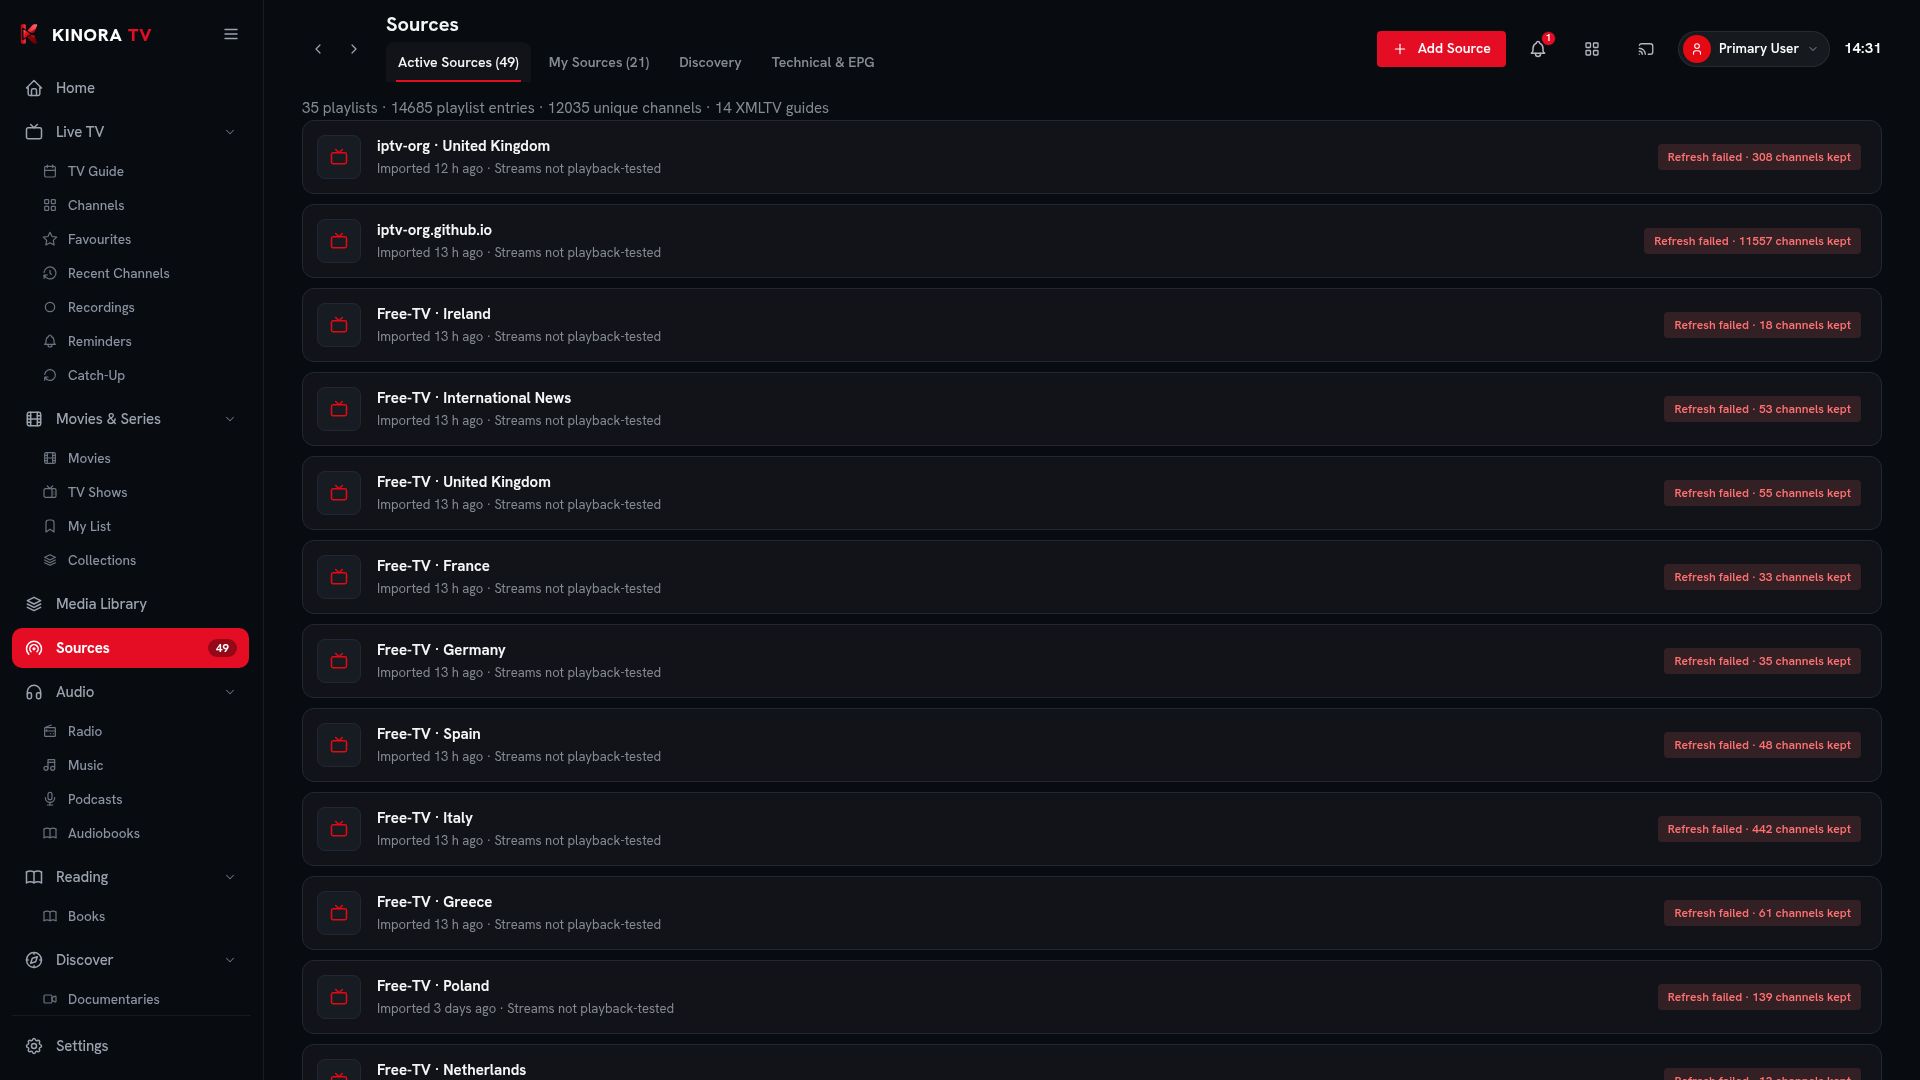 KINORA TV
Home
Live TV
TV Guide
Channels
Favourites
Recent Channels
Recordings
Reminders
Catch-Up
Movies & Series
Movies
TV Shows
My List
Collections
Media Library
Sources 49
Audio
Radio
Music
Podcasts
Audiobooks
Reading
Books
Discover
Documentaries
Settings
Sources
Active Sources (49) My Sources (21) Discovery Technical & EPG
Add Source 1 Primary User 14:31
35 playlists · 14685 playlist entries · 12035 unique channels · 14 XMLTV guides
iptv-org · United Kingdom
Imported 12 h ago · Streams not playback-tested
Refresh failed · 308 channels kept
iptv-org.github.io
Imported 13 h ago · Streams not playback-tested
Refresh failed · 11557 channels kept
Free-TV · Ireland
Imported 13 h ago · Streams not playback-tested
Refresh failed · 18 channels kept
Free-TV · International News
Imported 13 h ago · Streams not playback-tested
Refresh failed · 53 channels kept
Free-TV · United Kingdom
Imported 13 h ago · Streams not playback-tested
Refresh failed · 55 channels kept
Free-TV · France
Imported 13 h ago · Streams not playback-tested
Refresh failed · 33 channels kept
Free-TV · Germany
Imported 13 h ago · Streams not playback-tested
Refresh failed · 35 channels kept
Free-TV · Spain
Imported 13 h ago · Streams not playback-tested
Refresh failed · 48 channels kept
Free-TV · Italy
Imported 13 h ago · Streams not playback-tested
Refresh failed · 442 channels kept
Free-TV · Greece
Imported 13 h ago · Streams not playback-tested
Refresh failed · 61 channels kept
Free-TV · Poland
Imported 3 days ago · Streams not playback-tested
Refresh failed · 139 channels kept
Free-TV · Netherlands